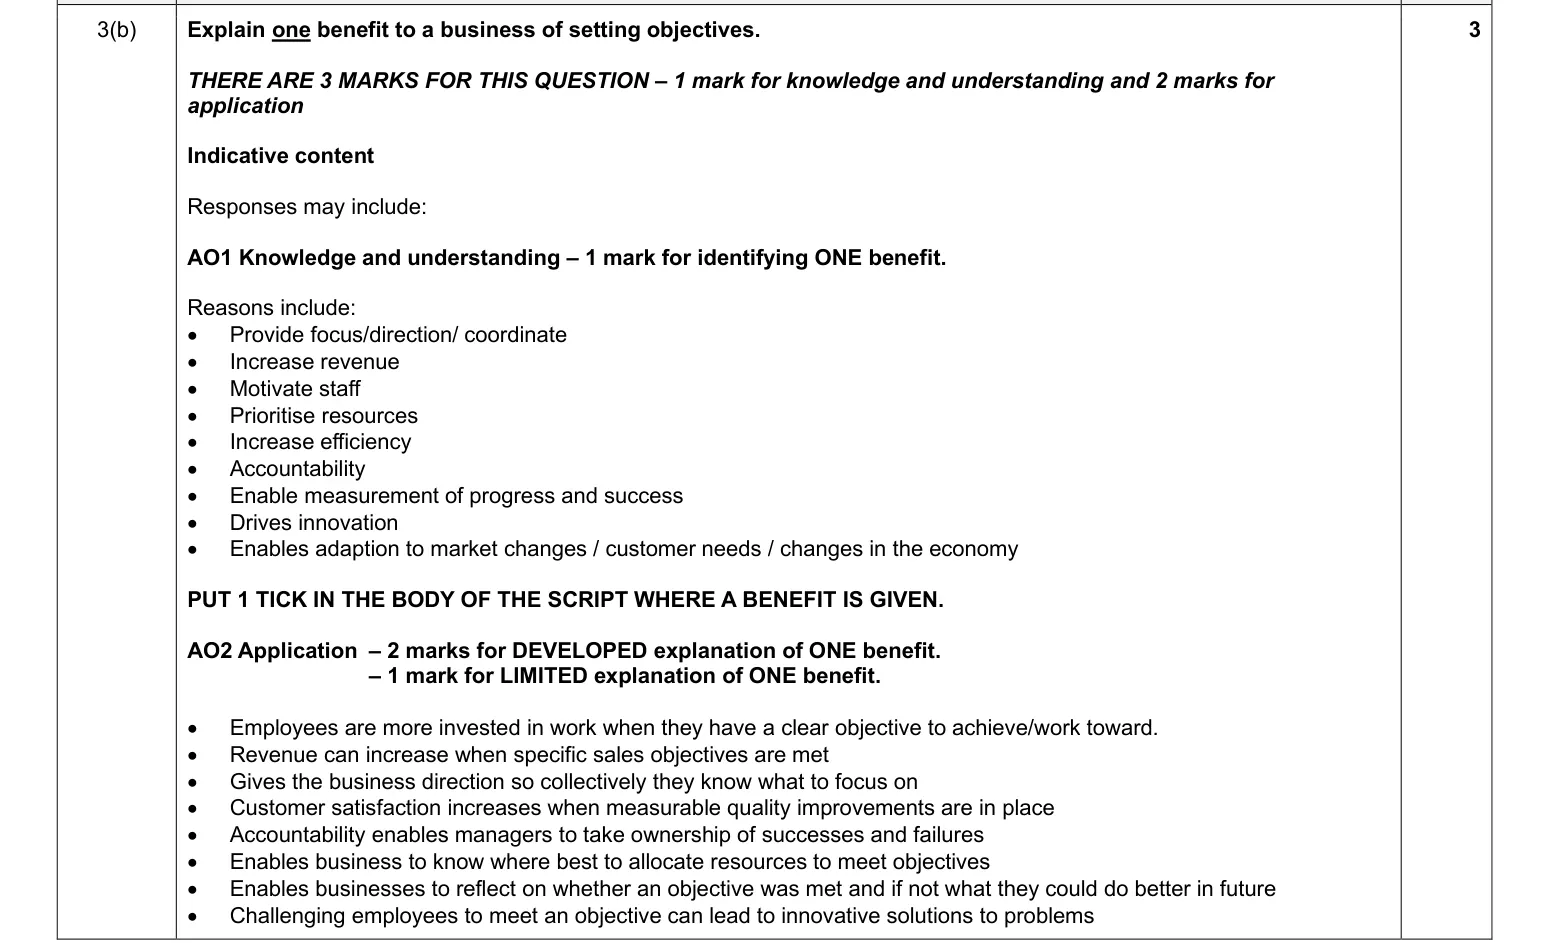 3(b) Explain one benefit to a business of setting objectives. 3
THERE ARE 3 MARKS FOR THIS QUESTION – 1 mark for knowledge and understanding and 2 marks for
application
Indicative content
Responses may include:
AO1 Knowledge and understanding – 1 mark for identifying ONE benefit.
Reasons include:
• Provide focus/direction/ coordinate
• Increase revenue
• Motivate staff
• Prioritise resources
• Increase efficiency
• Accountability
• Enable measurement of progress and success
• Drives innovation
• Enables adaption to market changes / customer needs / changes in the economy
PUT 1 TICK IN THE BODY OF THE SCRIPT WHERE A BENEFIT IS GIVEN.
AO2 Application – 2 marks for DEVELOPED explanation of ONE benefit.
– 1 mark for LIMITED explanation of ONE benefit.
• Employees are more invested in work when they have a clear objective to achieve/work toward.
• Revenue can increase when specific sales objectives are met
• Gives the business direction so collectively they know what to focus on
• Customer satisfaction increases when measurable quality improvements are in place
• Accountability enables managers to take ownership of successes and failures
• Enables business to know where best to allocate resources to meet objectives
• Enables businesses to reflect on whether an objective was met and if not what they could do better in future
• Challenging employees to meet an objective can lead to innovative solutions to problems